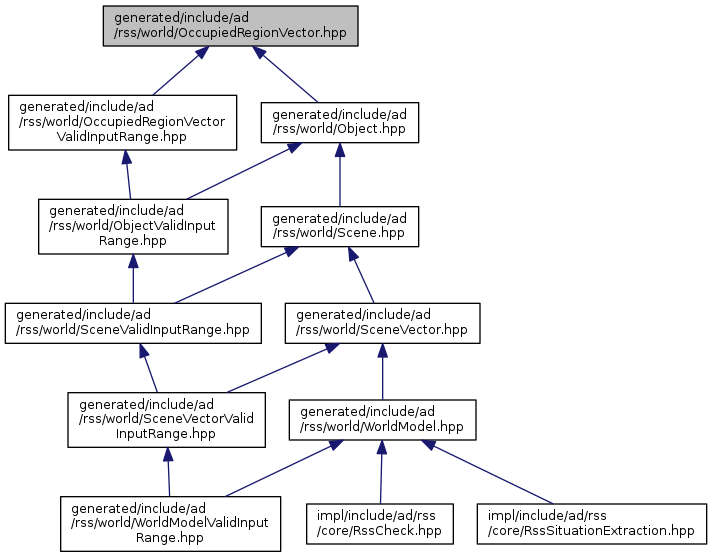 generated/include/ad
/rss/world/OccupiedRegionVector.hpp
generated/include/ad
/rss/world/OccupiedRegionVector
ValidInputRange.hpp
generated/include/ad
/rss/world/Object.hpp
generated/include/ad
/rss/world/ObjectValidInput
Range.hpp
generated/include/ad
/rss/world/Scene.hpp
generated/include/ad
/rss/world/SceneValidInputRange.hpp
generated/include/ad
/rss/world/SceneVector.hpp
generated/include/ad
/rss/world/SceneVectorValid
InputRange.hpp
generated/include/ad
/rss/world/WorldModel.hpp
generated/include/ad
/rss/world/WorldModelValidInput
Range.hpp
impl/include/ad/rss
/core/RssCheck.hpp
impl/include/ad/rss
/core/RssSituationExtraction.hpp